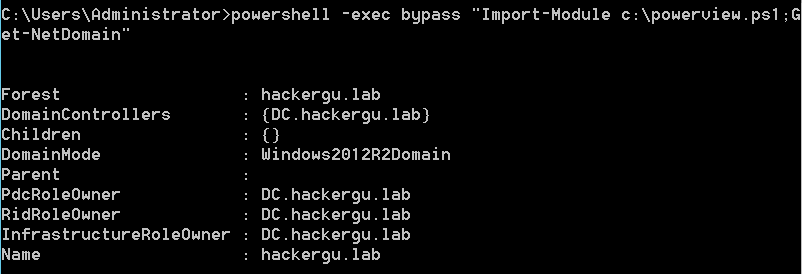 C:\Users\Administrator>powershell -exec bypass "Import-Module c:\powerview.ps1;G
et-NetDomain"
Forest                  : hackergu.lab
DomainControllers       : {DC.hackergu.lab}
Children                : {}
DomainMode              : Windows2012R2Domain
Parent                  :
PdcRoleOwner            : DC.hackergu.lab
RidRoleOwner            : DC.hackergu.lab
InfrastructureRoleOwner : DC.hackergu.lab
Name                    : hackergu.lab